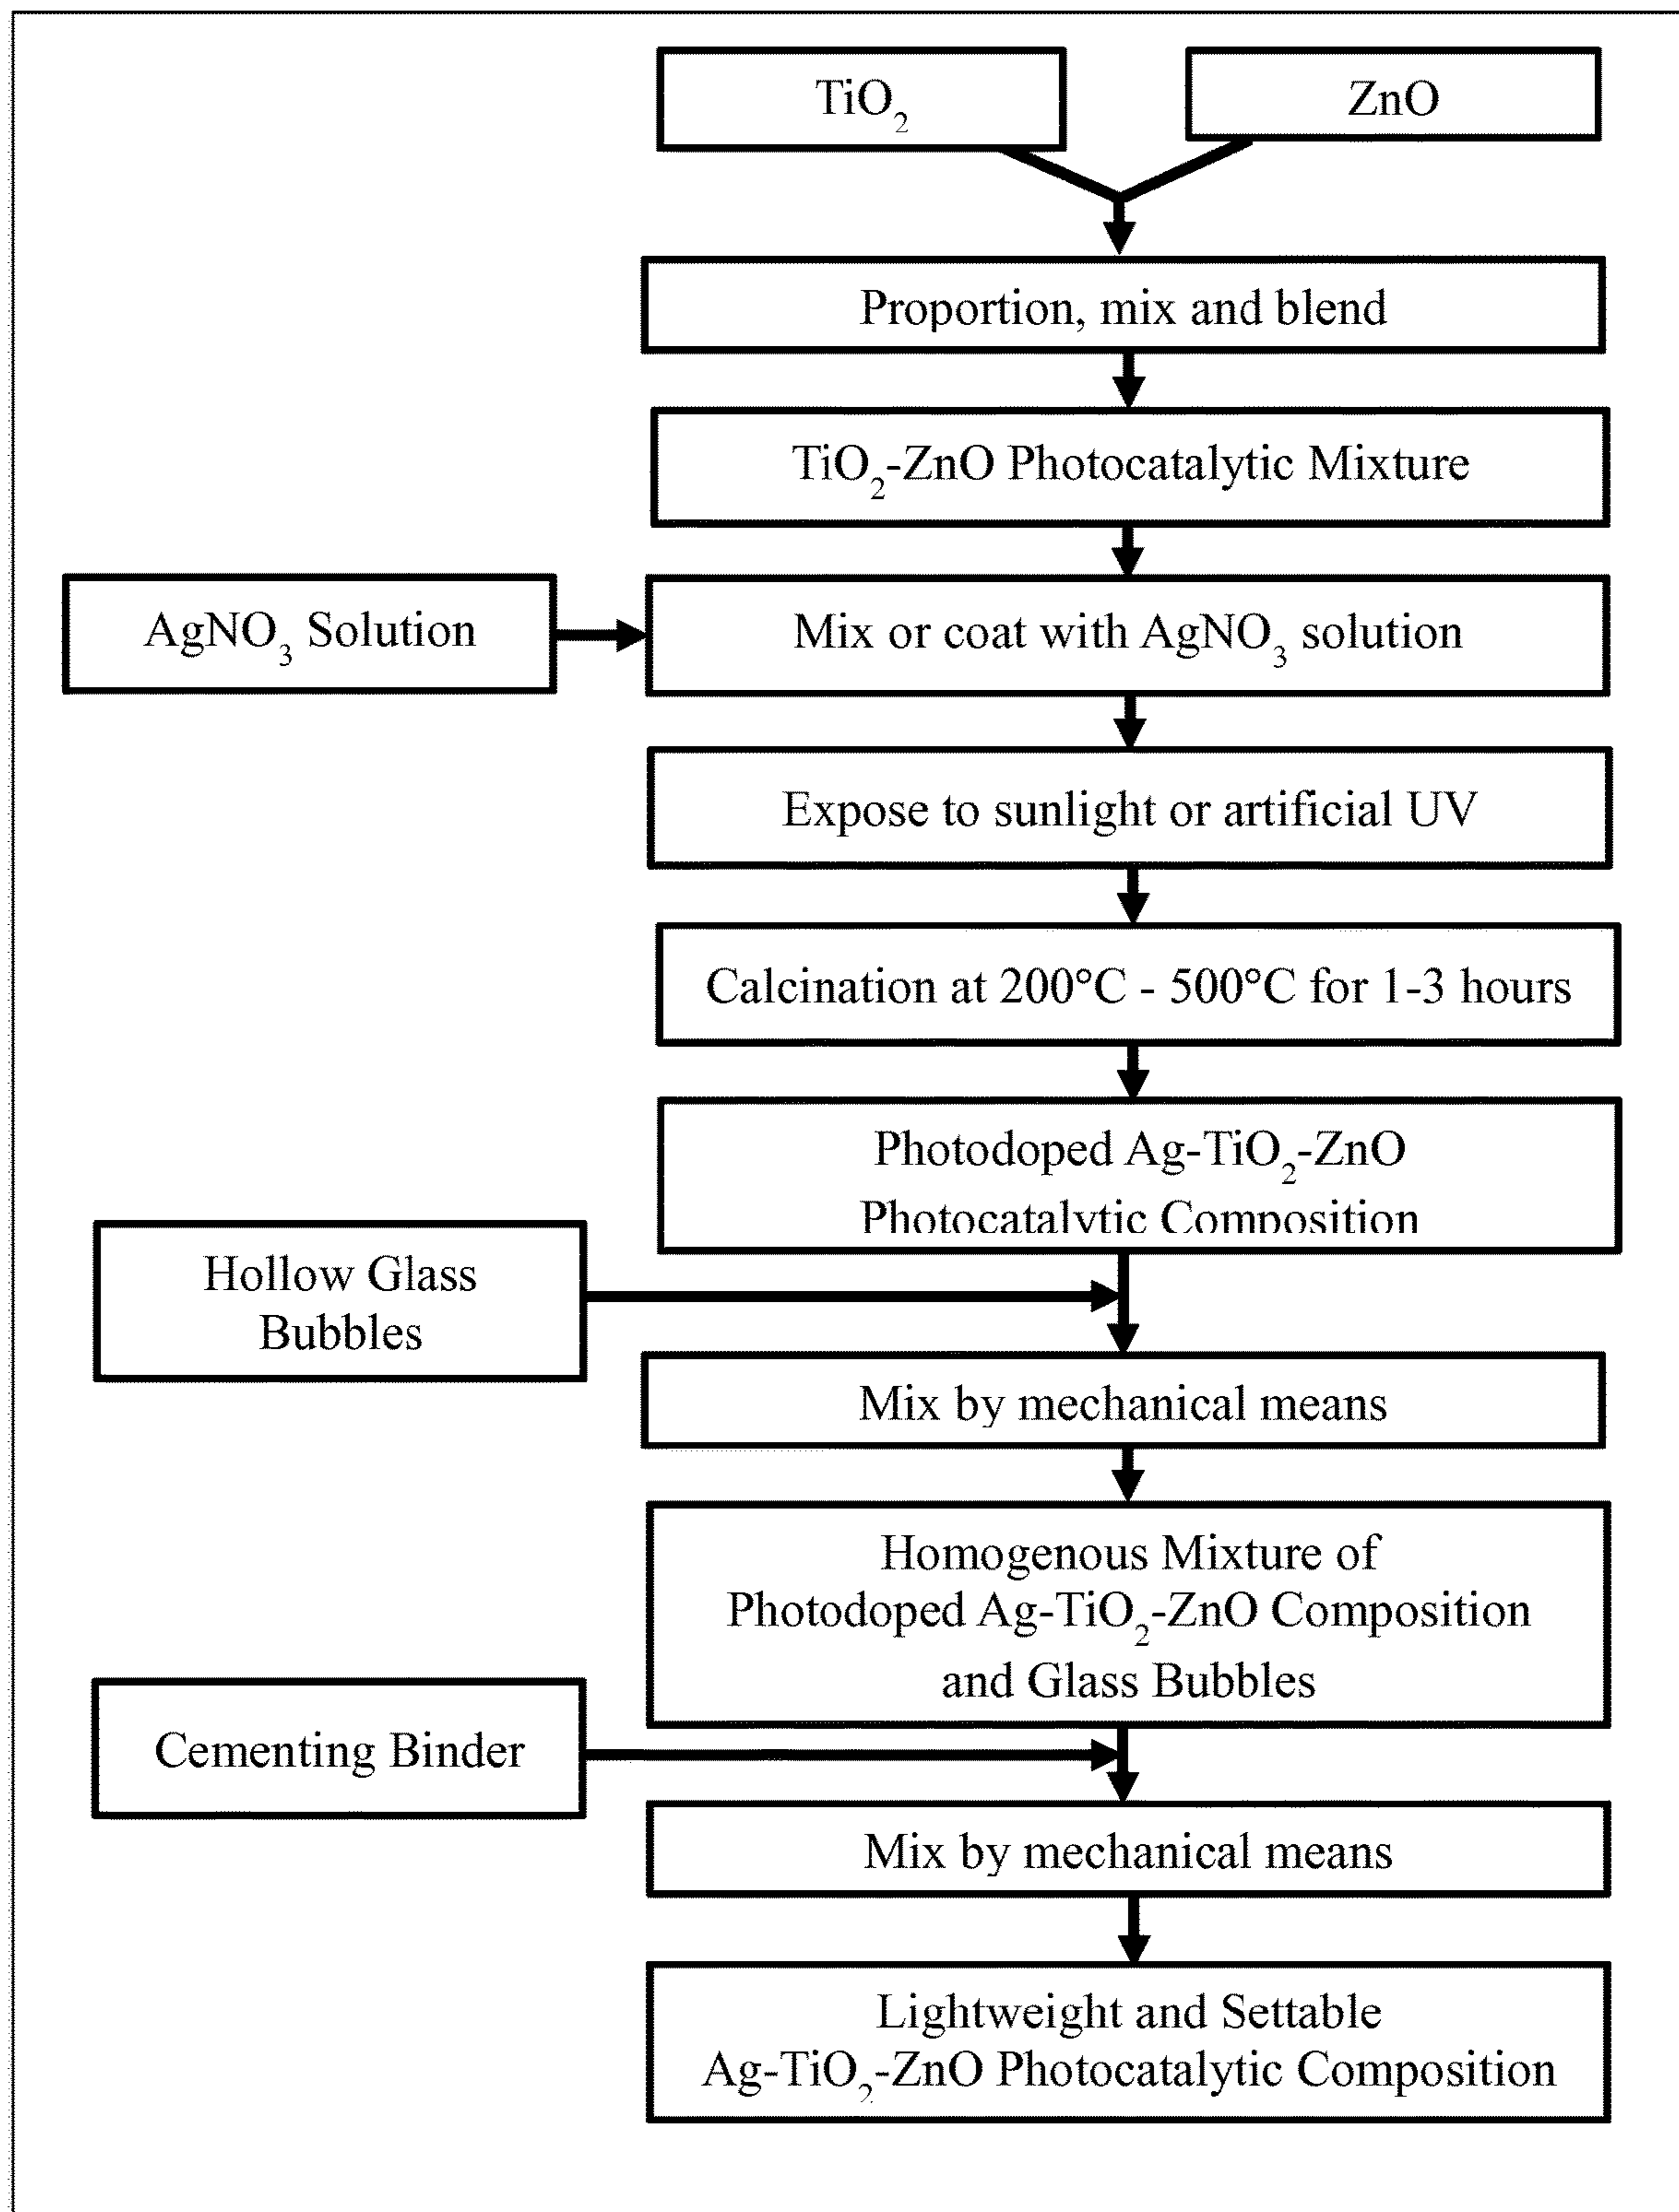 TiO₂
ZnO
Proportion, mix and blend
TiO₂-ZnO Photocatalytic Mixture
AgNO₃ Solution
Mix or coat with AgNO₃ solution
Expose to sunlight or artificial UV
Calcination at 200°C - 500°C for 1-3 hours
Photodoped Ag-TiO₂-ZnO
Photocatalytic Composition
Hollow Glass
Bubbles
Mix by mechanical means
Homogenous Mixture of
Photodoped Ag-TiO₂-ZnO Composition
and Glass Bubbles
Cementing Binder
Mix by mechanical means
Lightweight and Settable
Ag-TiO₂-ZnO Photocatalytic Composition